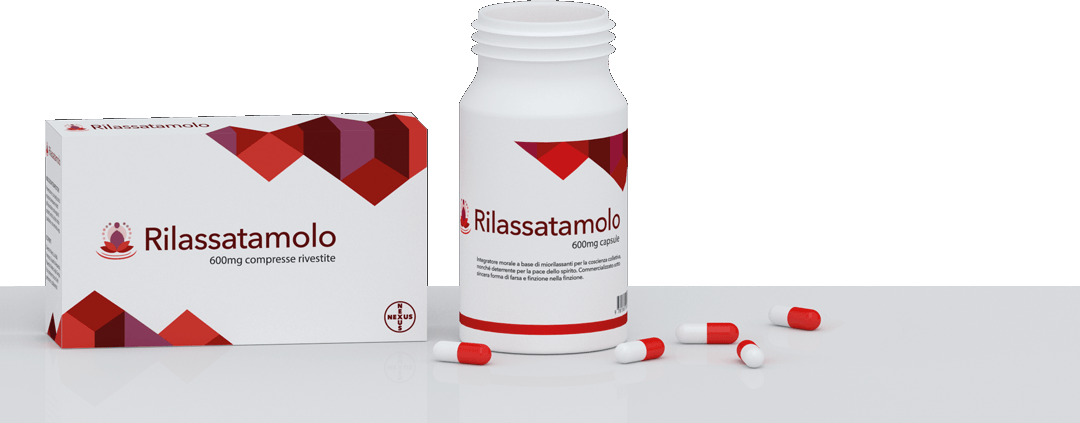 Rilassatamolo
Rilassatamolo
600mg compresse rivestite
NEXUS
NEXUS
Rilassatamolo
600mg capsule
Integratore morale a base di miorilassanti per la coscienza collettiva,
nonché deterrente per la pace dello spirito. Commercializzato sotto
sincera forma di farsa e finzione nella finzione.